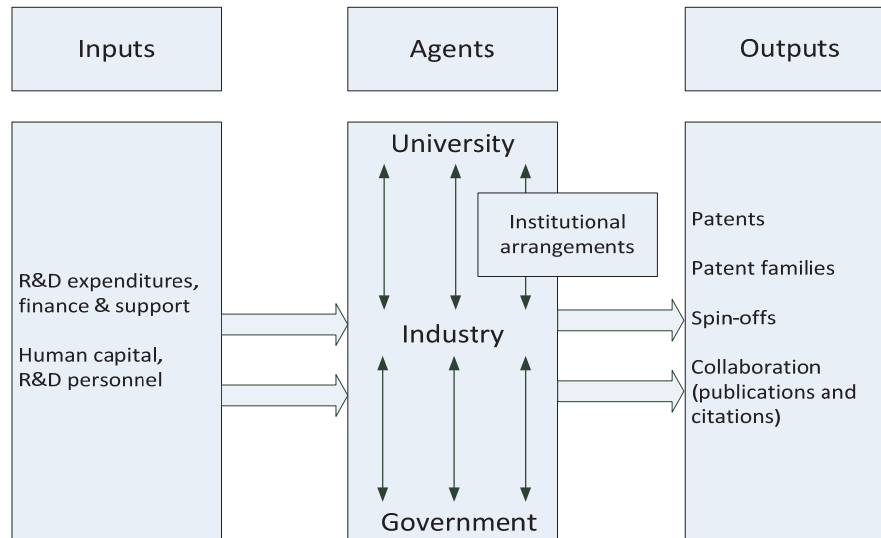 Inputs
Agents
Outputs
R&D expenditures,
finance & support
Human capital,
R&D personnel
University
Institutional
arrangements
Industry
Government
Patents
Patent families
Spin-offs
Collaboration
(publications and
citations)